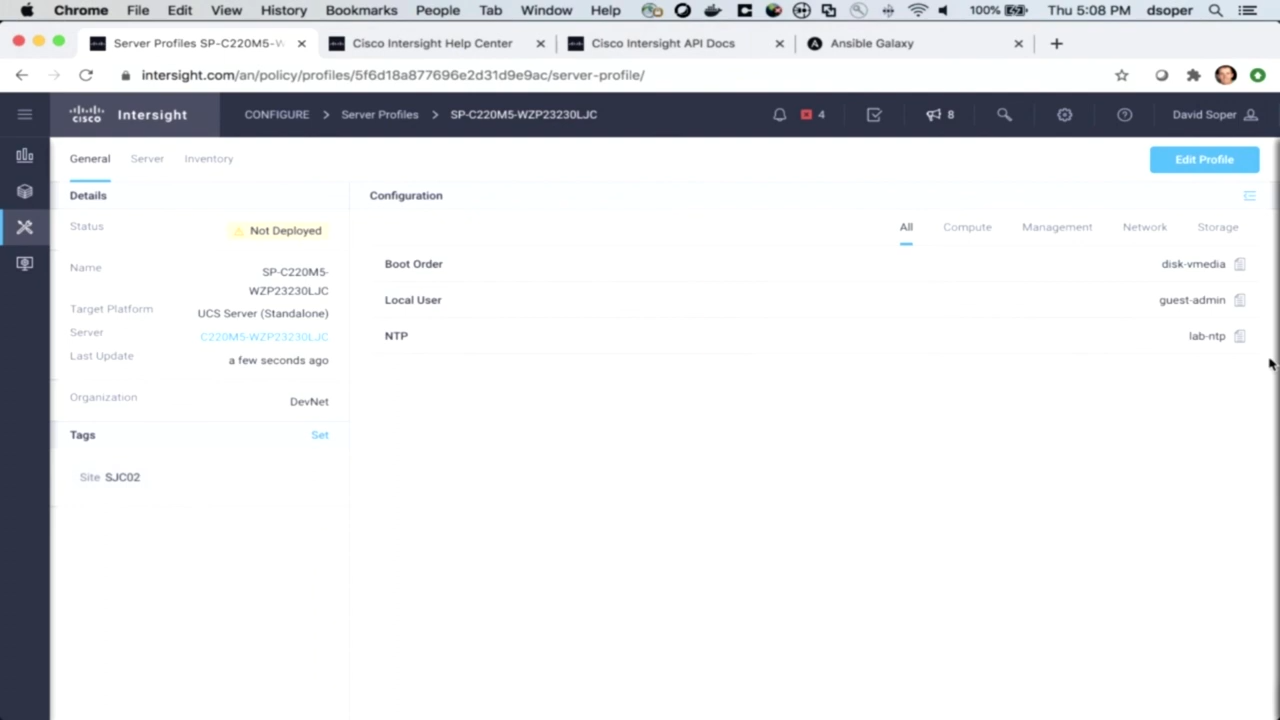 Chrome File Edit View History Bookmarks People Tab Window Help 100% Thu 5:08 PM dsoper
Server Profiles SP-C220M5-W Cisco Intersight Help Center Cisco Intersight API Docs Ansible Galaxy
intersight.com/an/policy/profiles/5f6d18a877696e2d31d9e9ac/server-profile/
cisco Intersight CONFIGURE > Server Profiles > SP-C220M5-WZP23230LJC 4 8 David Soper
General Server Inventory Edit Profile
Details
Status Not Deployed
Name SP-C220M5-
WZP23230LJC
Target Platform UCS Server (Standalone)
Server C220M5-WZP23230LJC
Last Update a few seconds ago
Organization DevNet
Tags Set
Site SJC02
Configuration
All Compute Management Network Storage
Boot Order disk-vmedia
Local User guest-admin
NTP lab-ntp